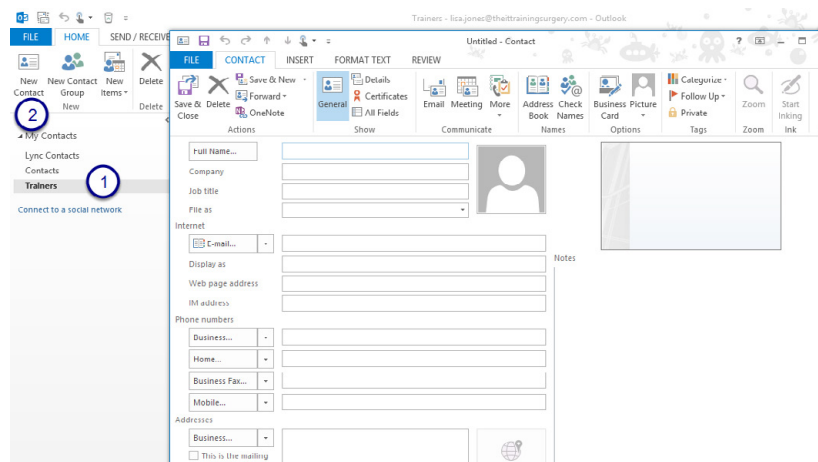 Trainers - lisa.jones@theittrainingsurgery.com - Outlook
FILE HOME SEND / RECEIVE
New Contact
New Contact Group
New Items
Delete
New
Delete
2
My Contacts
Lync Contacts
Contacts
Trainers
1
Connect to a social network
Untitled - Contact
?
FILE CONTACT INSERT FORMAT TEXT REVIEW
Save & Close
Delete
Save & New
Forward
OneNote
Actions
General
Details
Certificates
All Fields
Show
Email
Meeting
More
Communicate
Address Book
Check Names
Names
Business Card
Picture
Options
Categorize
Follow Up
Private
Tags
Zoom
Zoom
Start Inking
Ink
Full Name...
Company
Job title
File as
Internet
E-mail...
Display as
Web page address
IM address
Phone numbers
Business...
Home...
Business Fax...
Mobile...
Addresses
Business...
This is the mailing
Notes